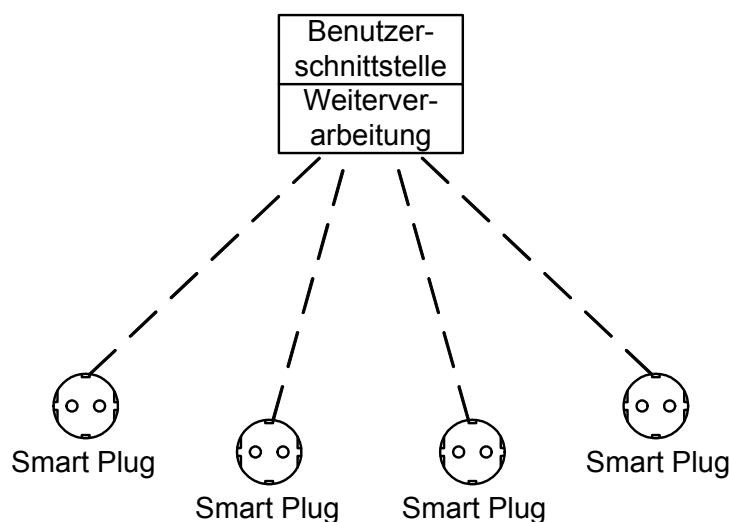 Benutzer-
schnittstelle
Weiterver-
arbeitung
Smart Plug
Smart Plug
Smart Plug
Smart Plug